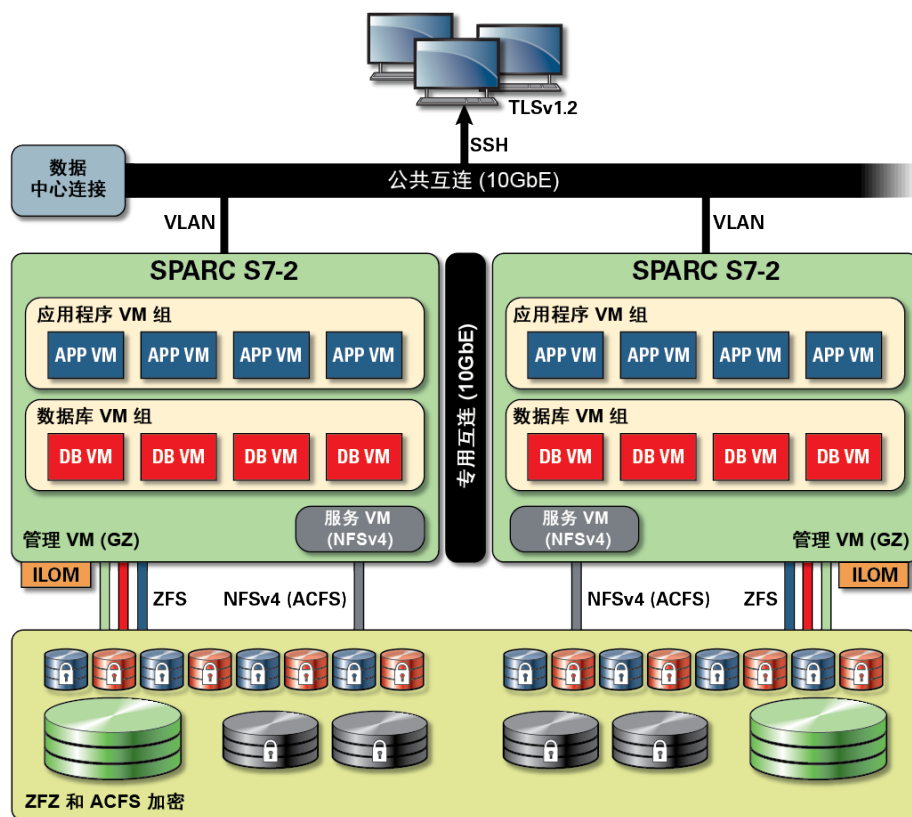 TLSv1.2
SSH
数据
中心连接
公共互连 (10GbE)
VLAN
VLAN
SPARC S7-2
应用程序 VM 组
APP VM
APP VM
APP VM
APP VM
数据库 VM 组
DB VM
DB VM
DB VM
DB VM
服务 VM
(NFSv4)
管理 VM (GZ)
ILOM
专用互连 (10GbE)
SPARC S7-2
应用程序 VM 组
APP VM
APP VM
APP VM
APP VM
数据库 VM 组
DB VM
DB VM
DB VM
DB VM
服务 VM
(NFSv4)
管理 VM (GZ)
ILOM
ZFS
NFSv4 (ACFS)
NFSv4 (ACFS)
ZFS
ZFZ 和 ACFS 加密